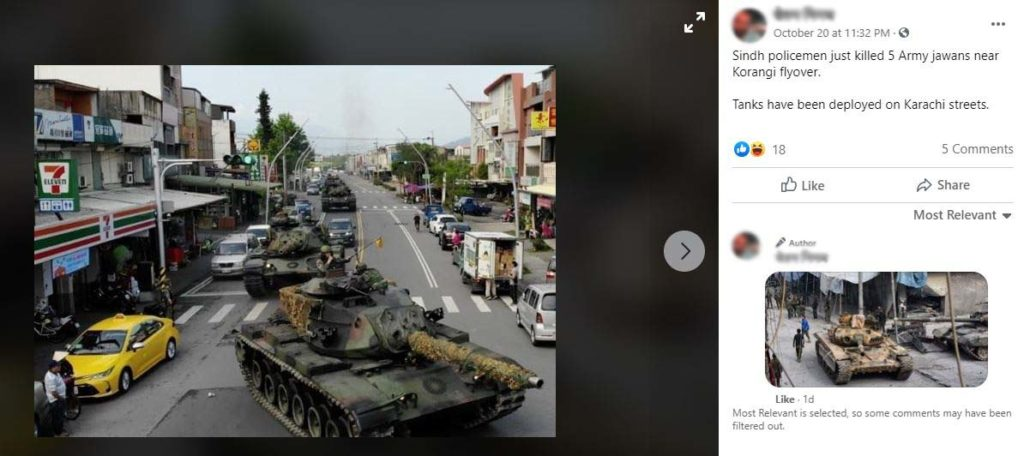 October 20 at 11:32 PM ·
Sindh policemen just killed 5 Army jawans near
Korangi flyover.
Tanks have been deployed on Karachi streets.
18
5 Comments
Like
Share
Most Relevant
Author
Like · 1d
Most Relevant is selected, so some comments may have been
filtered out.
7
ELEVEN
7